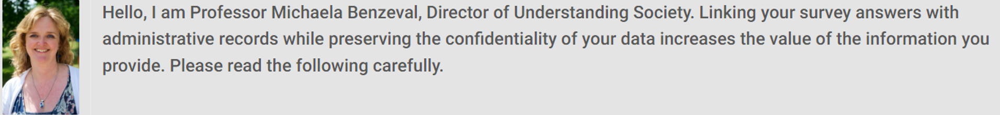 Hello, I am Professor Michaela Benzeval, Director of Understanding Society. Linking your survey answers with
administrative records while preserving the confidentiality of your data increases the value of the information you
provide. Please read the following carefully.